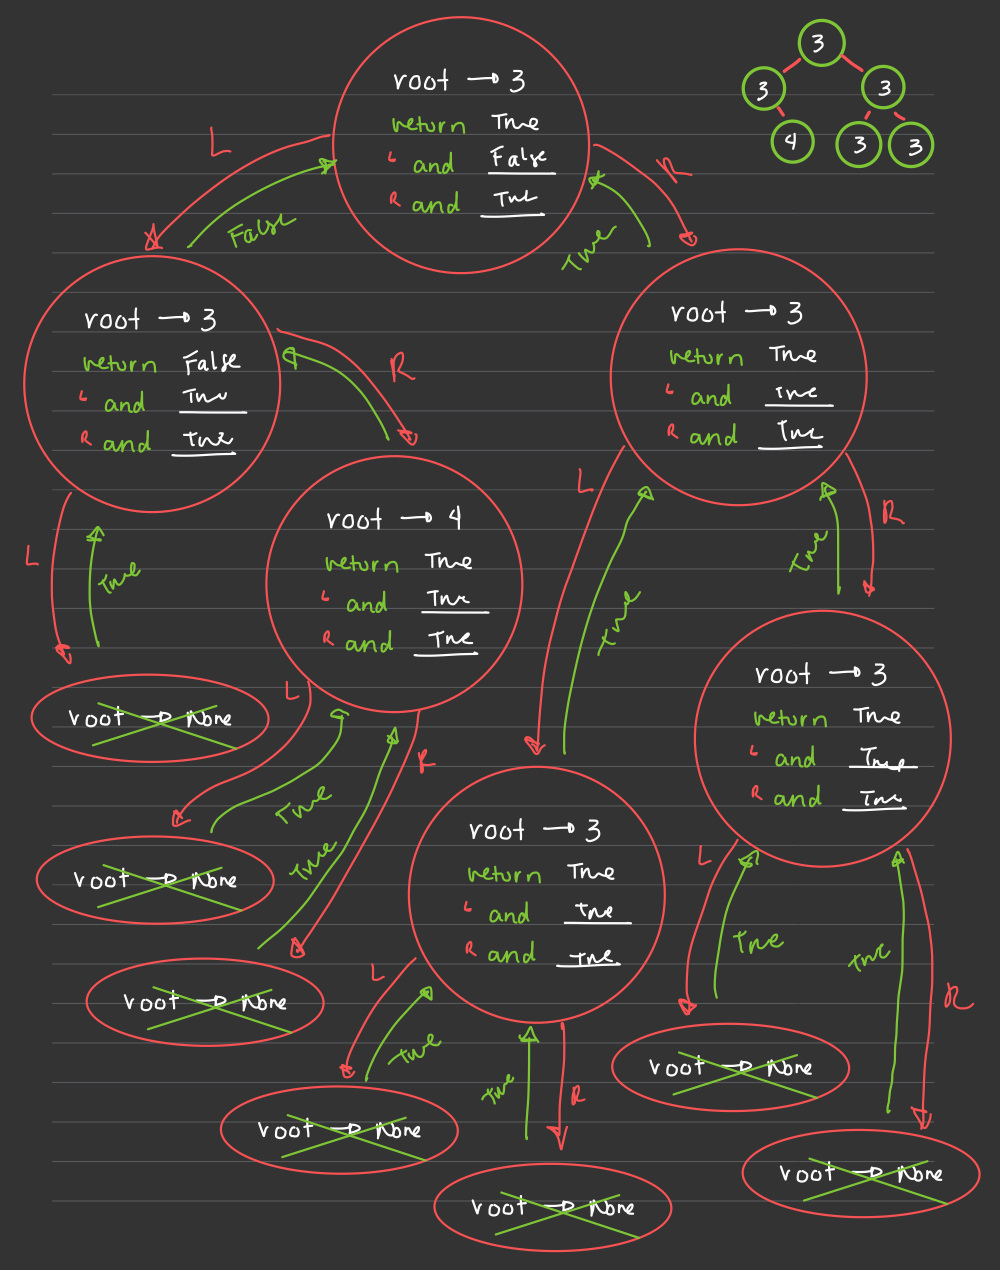 3
3
3
4
3
3
root → 3
return True
L and False
R and True
L
False
R
True
root → 3
return False
L and True
R and True
R
L
True
root → 3
return True
L and True
R and True
L
True
R
True
root → 4
return True
L and True
R and True
L
True
R
True
root → None
root → None
root → None
root → 3
return True
L and True
R and True
L
True
R
True
root → None
root → None
root → 3
return True
L and True
R and True
L
True
R
True
root → None
root → None